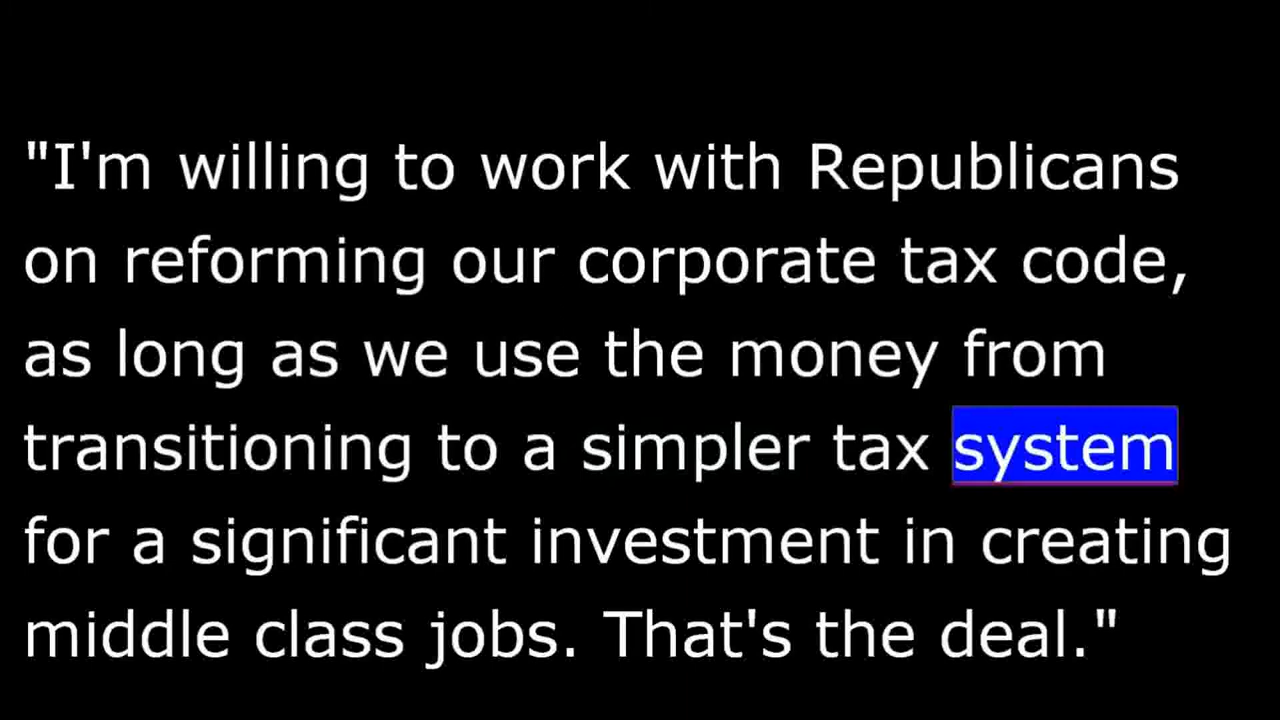 "I'm willing to work with Republicans
on reforming our corporate tax code,
as long as we use the money from
transitioning to a simpler tax system
for a significant investment in creating
middle class jobs. That's the deal."